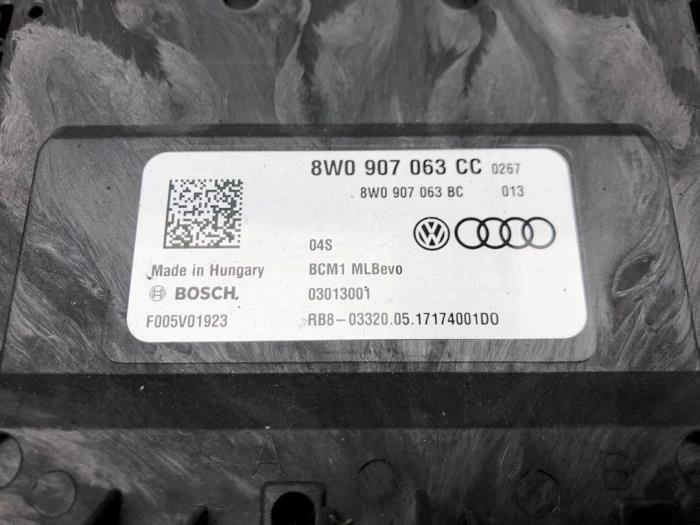 8W0 907 063 CC 0267
8W0 907 063 BC 013
04S
Made in Hungary BCM1 MLBevo
BOSCH 03013001
F005V01923 RB8-03320.05.17174001D0
A B